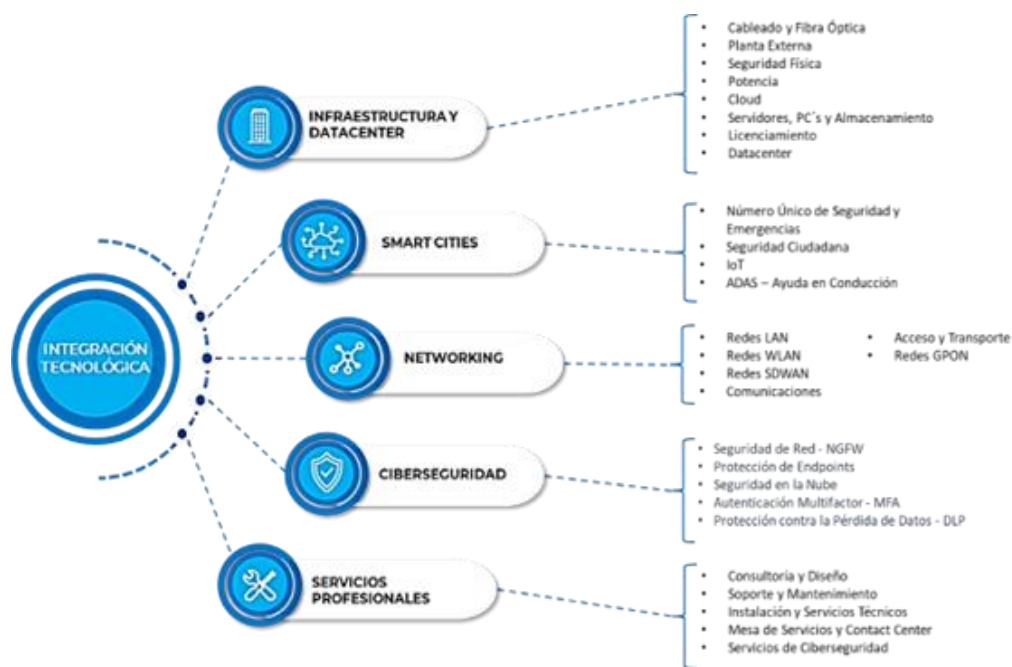 INTEGRACIÓN
TECNOLÓGICA
INFRAESTRUCTURA Y
DATACENTER
• Cableado y Fibra Óptica
• Planta Externa
• Seguridad Física
• Potencia
• Cloud
• Servidores, PC´s y Almacenamiento
• Licenciamiento
• Datacenter
SMART CITIES
• Número Único de Seguridad y
Emergencias
• Seguridad Ciudadana
• IoT
• ADAS – Ayuda en Conducción
NETWORKING
• Redes LAN
• Redes WLAN
• Redes SDWAN
• Comunicaciones
• Acceso y Transporte
• Redes GPON
CIBERSEGURIDAD
• Seguridad de Red - NGFW
• Protección de Endpoints
• Seguridad en la Nube
• Autenticación Multifactor - MFA
• Protección contra la Pérdida de Datos - DLP
SERVICIOS
PROFESIONALES
• Consultoría y Diseño
• Soporte y Mantenimiento
• Instalación y Servicios Técnicos
• Mesa de Servicios y Contact Center
• Servicios de Ciberseguridad